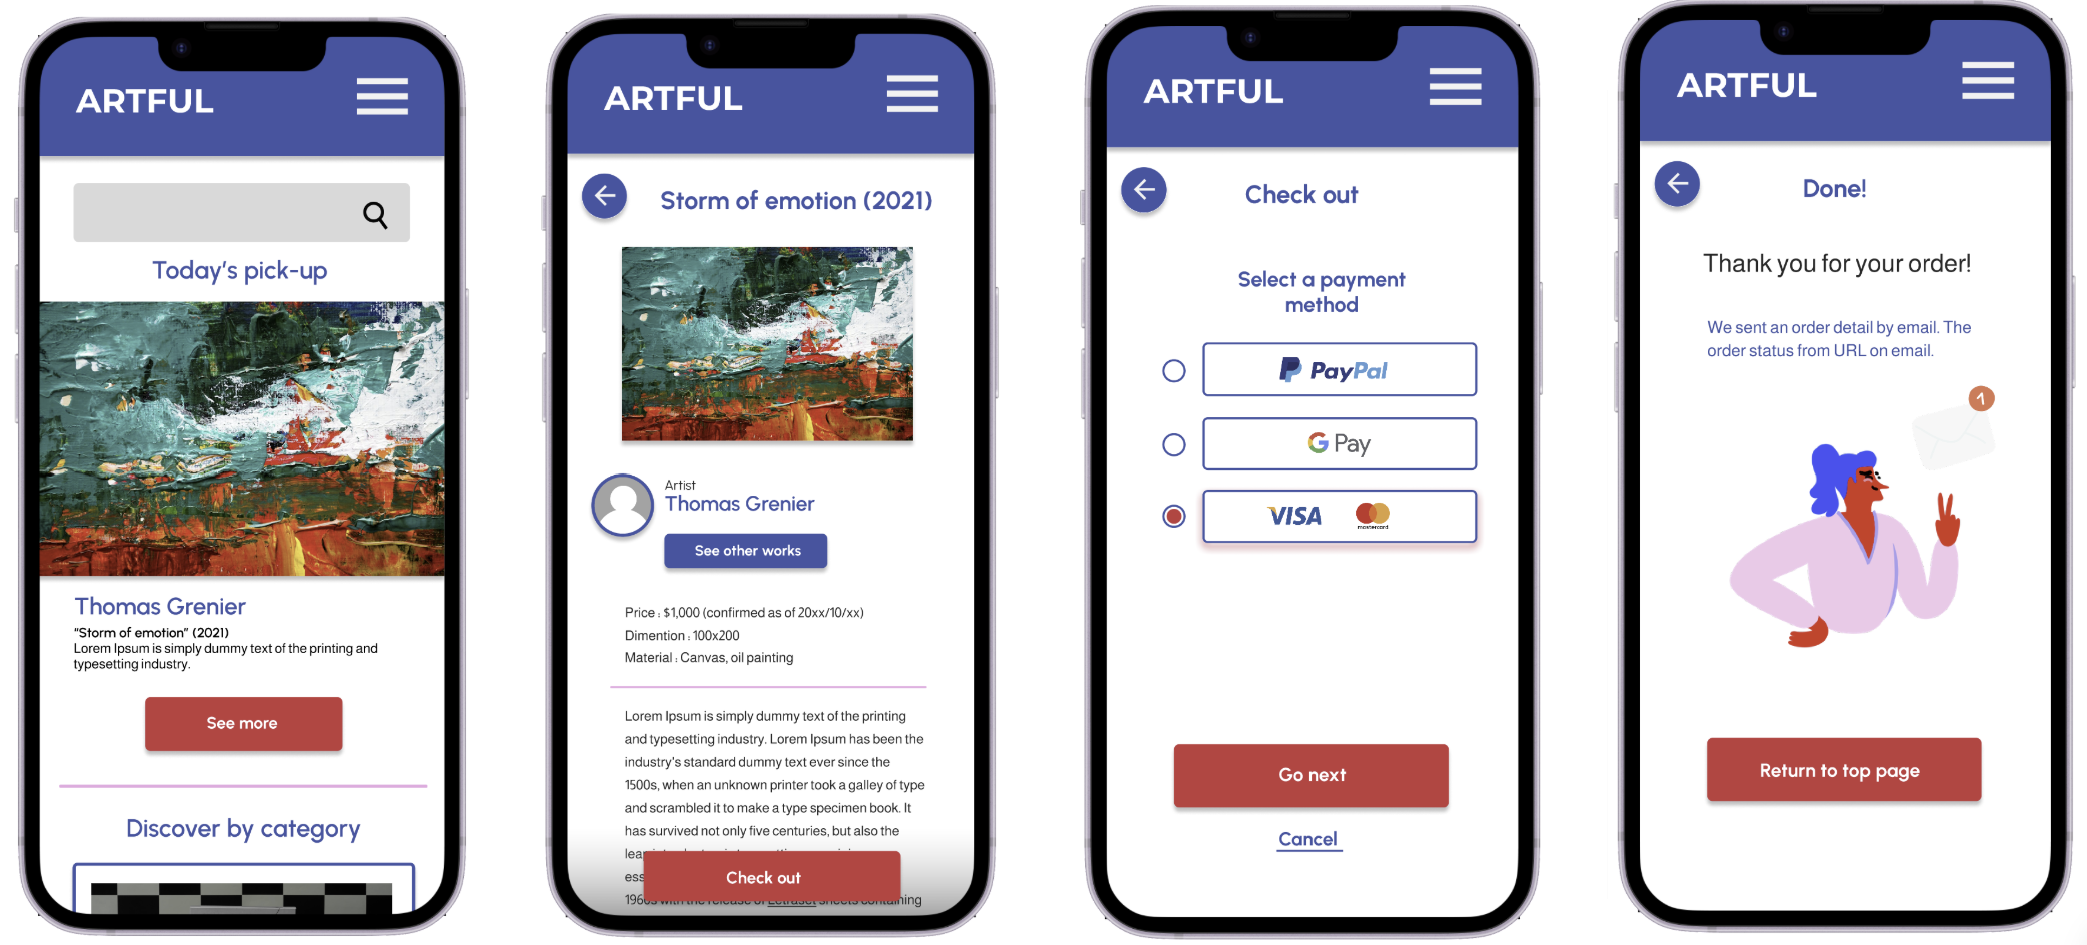 ARTFUL
Today's pick-up
Thomas Grenier
“Storm of emotion” (2021)
Lorem Ipsum is simply dummy text of the printing and
typesetting industry.
See more
Discover by category
ARTFUL
Storm of emotion (2021)
Artist
Thomas Grenier
See other works
Price : $1,000 (confirmed as of 20xx/10/xx)
Dimention : 100x200
Material : Canvas, oil painting
Lorem Ipsum is simply dummy text of the printing
and typesetting industry. Lorem Ipsum has been the
industry's standard dummy text ever since the
1500s, when an unknown printer took a galley of type
and scrambled it to make a type specimen book. It
has survived not only five centuries, but also the
Check out
ARTFUL
Check out
Select a payment
method
PayPal
G Pay
VISA mastercard
Go next
Cancel
ARTFUL
Done!
Thank you for your order!
We sent an order detail by email. The
order status from URL on email.
1
Return to top page